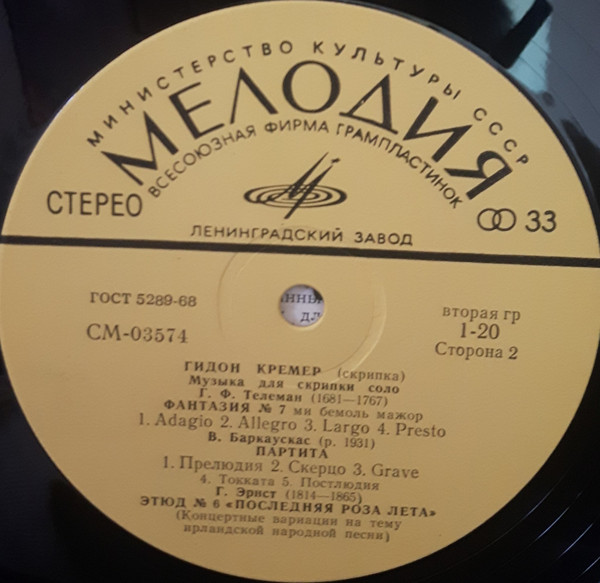 МИНИСТЕРСТВО КУЛЬТУРЫ СССР
МЕЛОДИЯ
ВСЕСОЮЗНАЯ ФИРМА ГРАМПЛАСТИНОК
СТЕРЕО
33
ЛЕНИНГРАДСКИЙ ЗАВОД
ГОСТ 5289-68
СМ-03574
вторая гр
1-20
Сторона 2
ГИДОН КРЕМЕР (скрипка)
Музыка для скрипки соло
Г. Ф. Телеман (1681—1767)
ФАНТАЗИЯ № 7 ми бемоль мажор
1. Adagio 2. Allegro 3. Largo 4. Presto
В. Баркаускас (р. 1931)
ПАРТИТА
1. Прелюдия 2. Скерцо 3. Grave
4. Токката 5. Постлюдия
Г. Эрнст (1814—1865)
ЭТЮД № 6 «ПОСЛЕДНЯЯ РОЗА ЛЕТА»
(Концертные вариации на тему
ирландской народной песни)